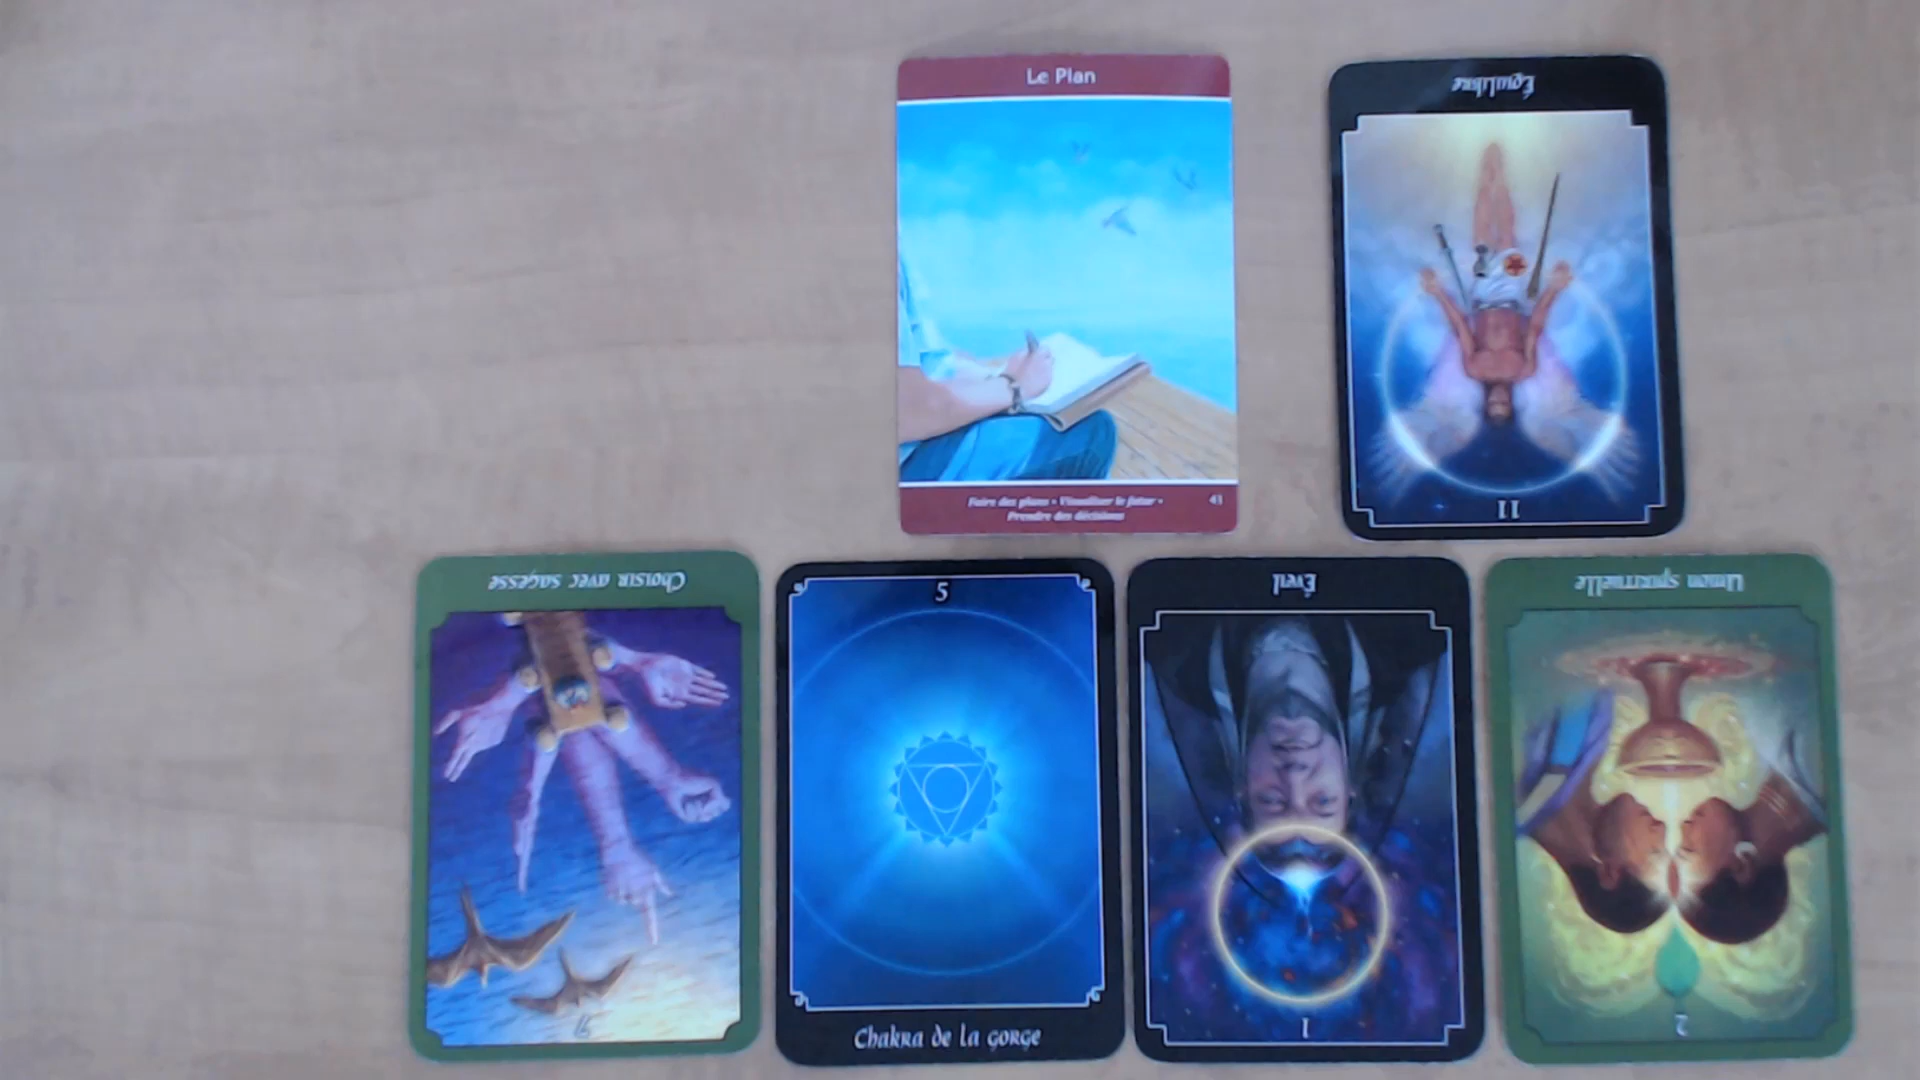 Le Plan
Faire des plans • Visualiser le futur •
Prendre des décisions
41
Équilibre
11
Choisir avec sagesse
7
5
Chakra de la gorge
Éveil
1
Union spirituelle
2